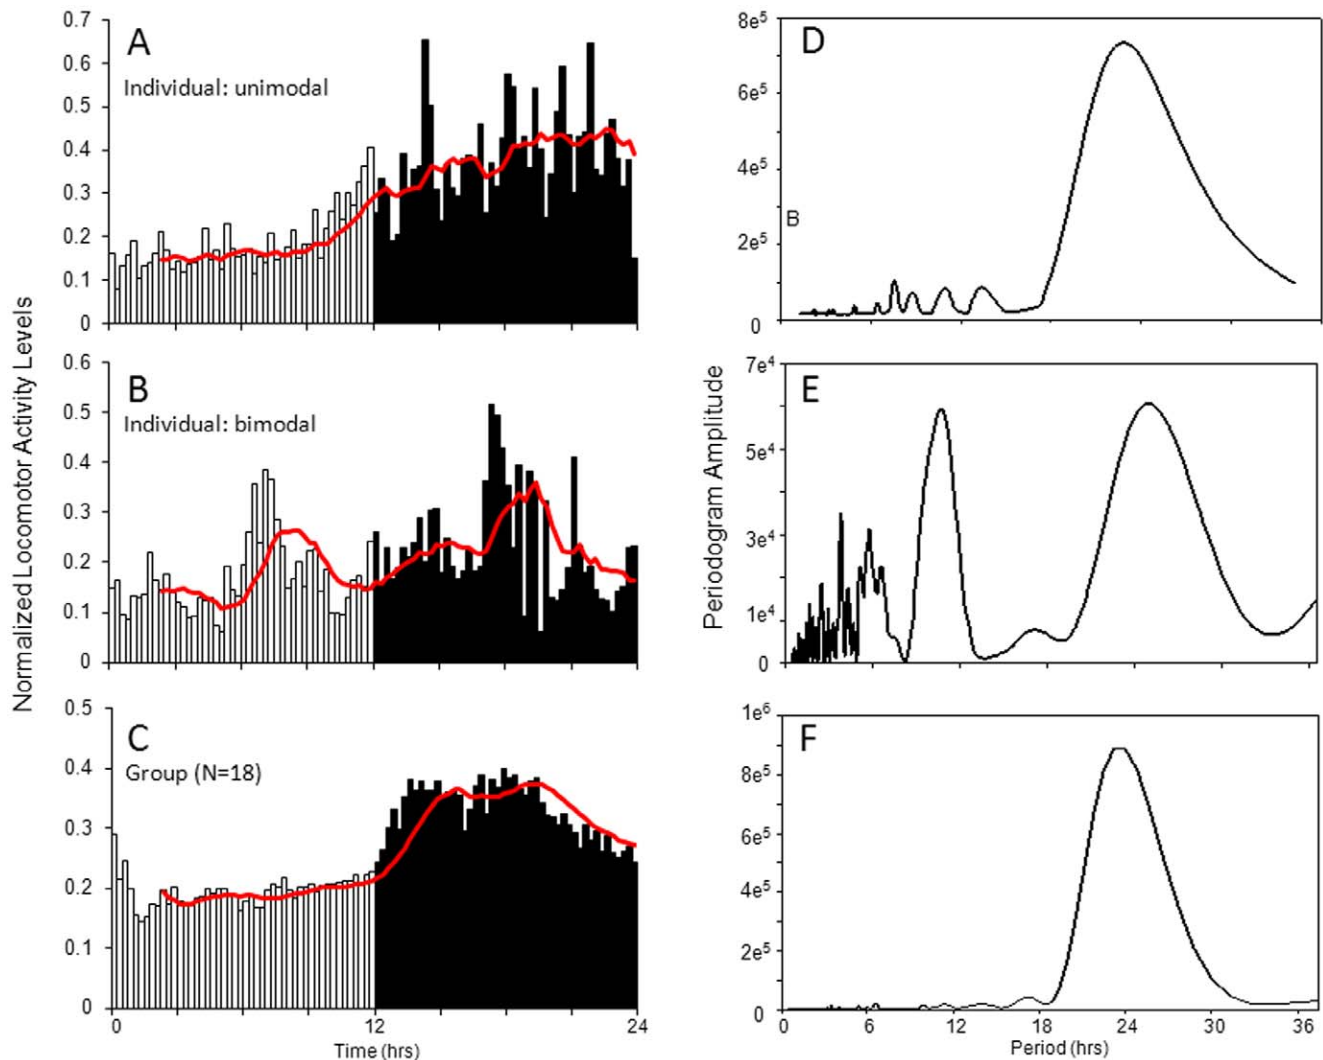 Normalized Locomotor Activity Levels
A
Individual: unimodal
0.7
0.6
0.5
0.4
0.3
0.2
0.1
0
B
Individual: bimodal
0.6
0.5
0.4
0.3
0.2
0.1
0
C
Group (N=18)
0.5
0.4
0.3
0.2
0.1
0
0 12 24
Time (hrs)
Periodogram Amplitude
D
8e⁵
6e⁵
4e⁵
B
2e⁵
0
E
7e⁴
5e⁴
3e⁴
1e⁴
0
F
1e⁶
8e⁵
6e⁵
4e⁵
2e⁵
0
0 6 12 18 24 30 36
Period (hrs)